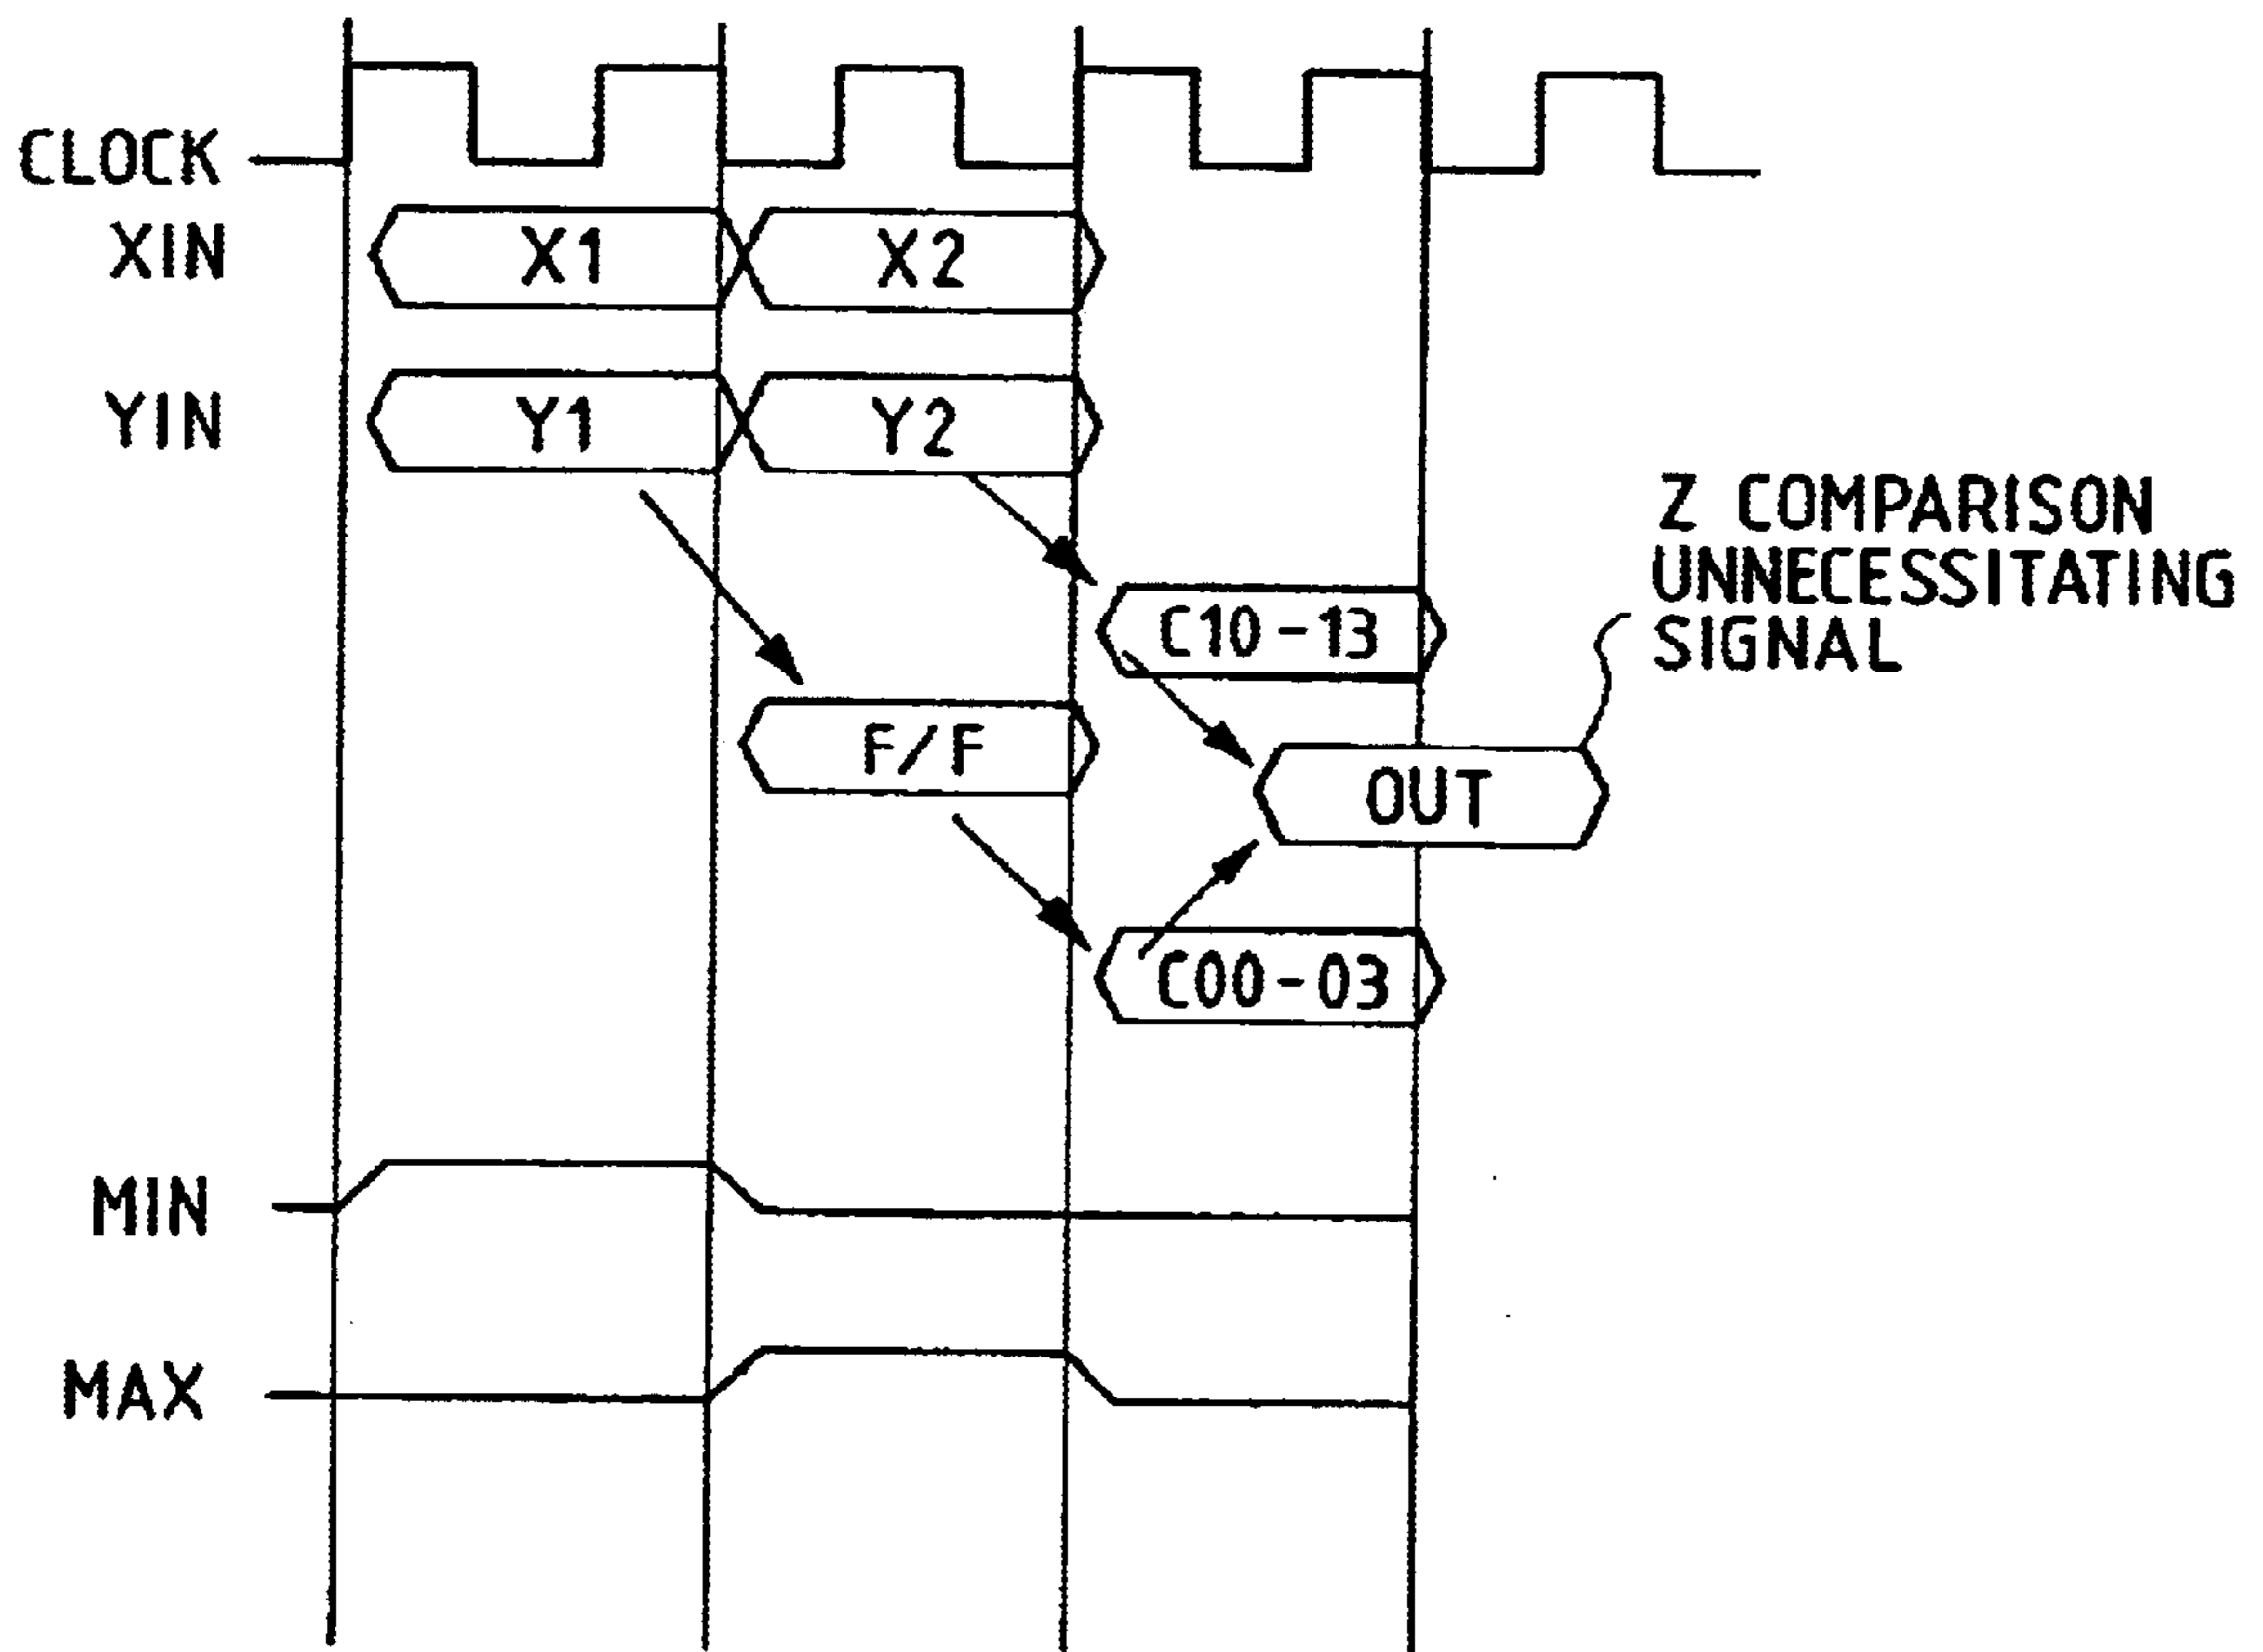 CLOCK
XIN
X1
X2
YIN
Y1
Y2
Z COMPARISON
UNNECESSITATING
SIGNAL
C10-13
F/F
OUT
C00-03
MIN
MAX